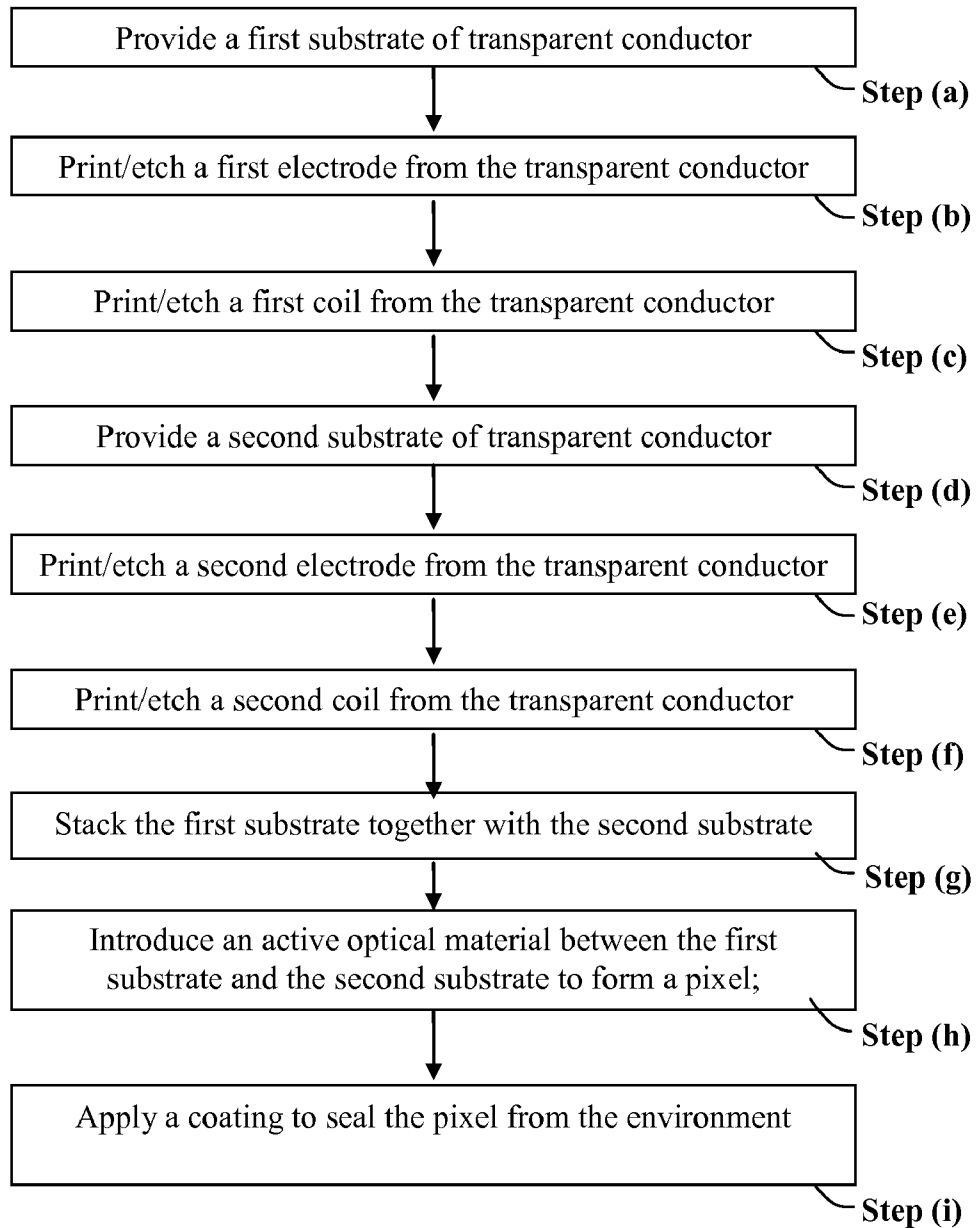 Provide a first substrate of transparent conductor
Step (a)
Print/etch a first electrode from the transparent conductor
Step (b)
Print/etch a first coil from the transparent conductor
Step (c)
Provide a second substrate of transparent conductor
Step (d)
Print/etch a second electrode from the transparent conductor
Step (e)
Print/etch a second coil from the transparent conductor
Step (f)
Stack the first substrate together with the second substrate
Step (g)
Introduce an active optical material between the first
substrate and the second substrate to form a pixel;
Step (h)
Apply a coating to seal the pixel from the environment
Step (i)